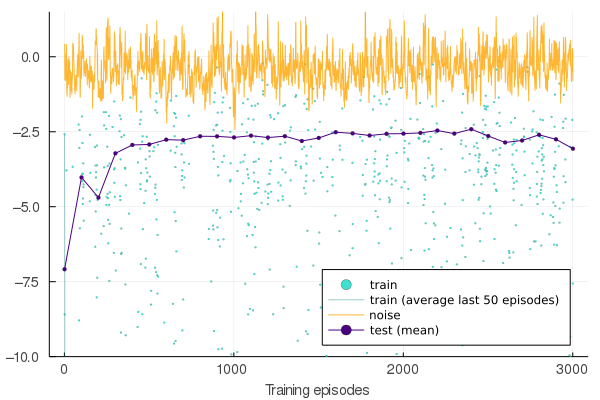 0.0
−2.5
−5.0
−7.5
−10.0
train
train (average last 50 episodes)
noise
test (mean)
0
1000
2000
3000
Training episodes